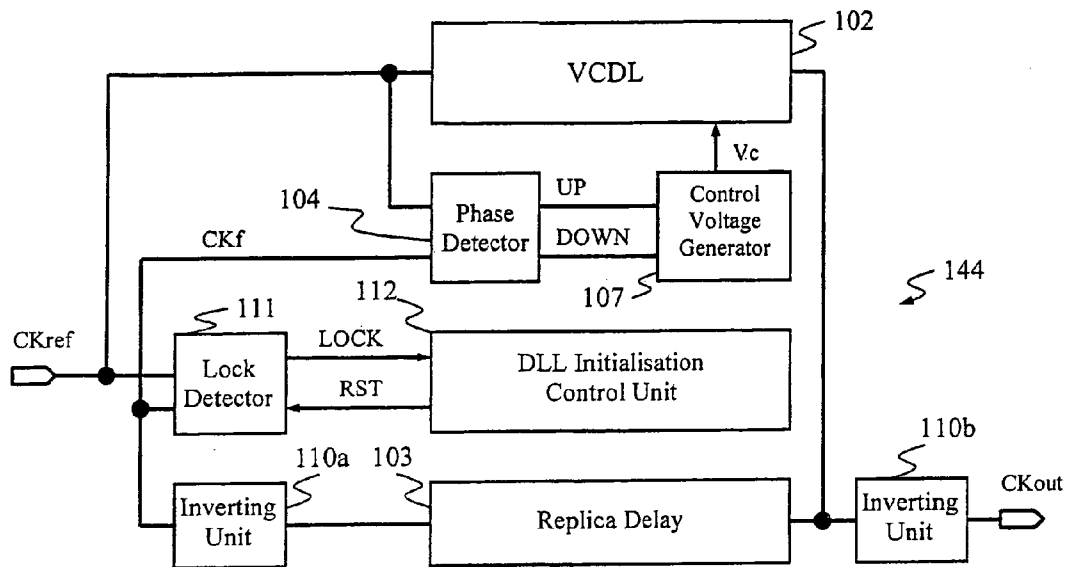 102
VCDL
Vc
104
Phase
Detector
UP
DOWN
Control
Voltage
Generator
107
CKf
144
111
112
CKref
Lock
Detector
LOCK
RST
DLL Initialisation
Control Unit
110a
103
110b
Inverting
Unit
Replica Delay
Inverting
Unit
CKout